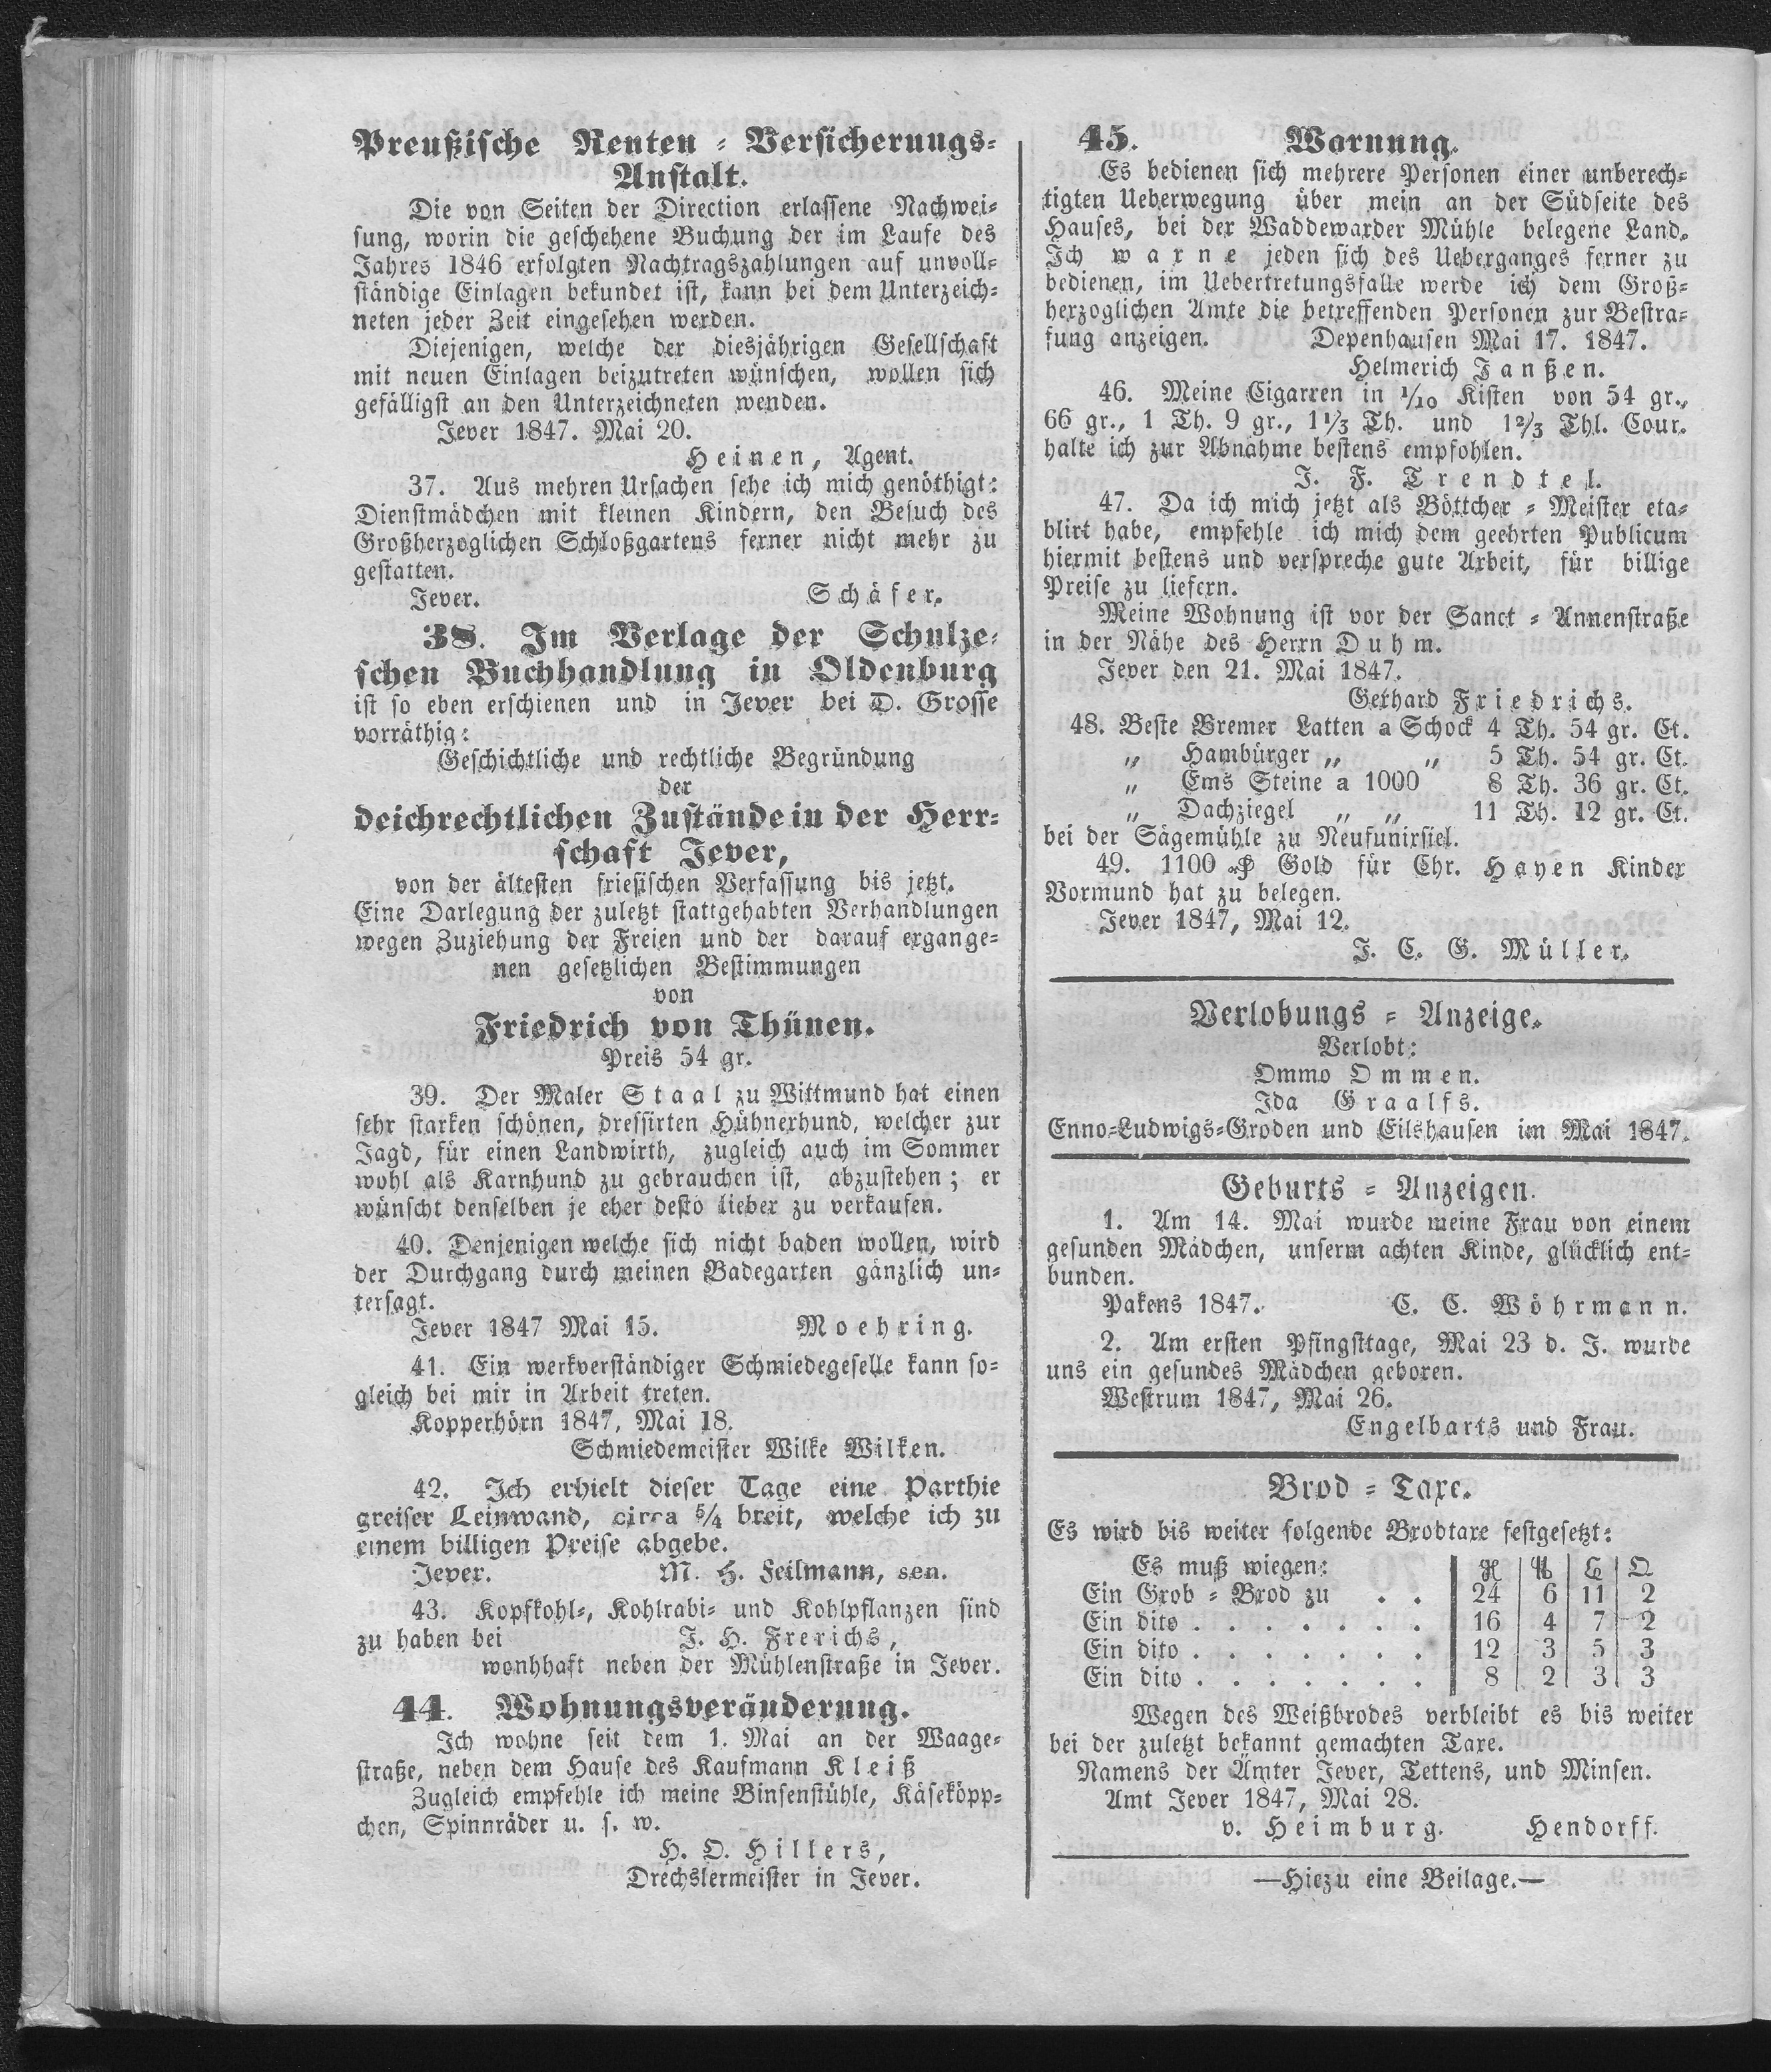 Preußische Renten-Versicherungs-
Anstalt.
Die von Seiten der Direction erlassene Nachwei-
sung, worin die geschehene Buchung der im Laufe des
Jahres 1846 erfolgten Nachtragszahlungen auf unvoll-
ständige Einlagen bekundet ist, kann bei dem Unterzeich-
neten jeder Zeit eingesehen werden.
Diejenigen, welche der diesjährigen Gesellschaft
mit neuen Einlagen beizutreten wünschen, wollen sich
gefälligst an den Unterzeichneten wenden.
Jever 1847. Mai 20.
Heinen, Agent.
37. Aus mehren Ursachen sehe ich mich genöthigt:
Dienstmädchen mit kleinen Kindern, den Besuch des
Großherzoglichen Schloßgartens ferner nicht mehr zu
gestatten.
Jever. Schäfer.
38. Im Verlage der Schulze-
schen Buchhandlung in Oldenburg
ist so eben erschienen und in Jever bei D. Grosse
vorräthig:
Geschichtliche und rechtliche Begründung
der
deichrechtlichen Zustände in der Herr-
schaft Jever,
von der ältesten friesischen Verfassung bis jetzt.
Eine Darlegung der zuletzt stattgehabten Verhandlungen
wegen Zuziehung der Freien und der darauf ergange-
nen gesetzlichen Bestimmungen
von
Friedrich von Thünen.
Preis 54 gr.
39. Der Maler Staal zu Wittmund hat einen
sehr starken schönen, dressirten Hühnerhund, welcher zur
Jagd, für einen Landwirth, zugleich auch im Sommer
wohl als Karnhund zu gebrauchen ist, abzustehen; er
wünscht denselben je eher desto lieber zu verkaufen.
40. Denjenigen welche sich nicht baden wollen, wird
der Durchgang durch meinen Badegarten gänzlich un-
tersagt.
Jever 1847 Mai 15. Moehring.
41. Ein werkverständiger Schmiedegeselle kann so-
gleich bei mir in Arbeit treten.
Kopperhörn 1847, Mai 18.
Schmiedemeister Wilke Wilken.
42. Ich erhielt dieser Tage eine Parthie
greiser Leinwand, circa 5/4 breit, welche ich zu
einem billigen Preise abgebe.
Jever. M. H. Feilmann, sen.
43. Kopfkohl-, Kohlrabi- und Kohlpflanzen sind
zu haben bei J. H. Frerichs,
wonhhaft neben der Mühlenstraße in Jever.
44. Wohnungsveränderung.
Ich wohne seit dem 1. Mai an der Waage-
straße, neben dem Hause des Kaufmann Kleiß
Zugleich empfehle ich meine Binsenstühle, Käseköpp-
chen, Spinnräder u. s. w.
H. O. Hillers,
Drechslermeister in Jever.
45. Warnung.
Es bedienen sich mehrere Personen einer unberech-
tigten Ueberwegung über mein an der Südseite des
Hauses, bei der Waddewarder Mühle belegene Land.
Ich warne jeden sich des Ueberganges ferner zu
bedienen, im Uebertretungsfalle werde ich dem Groß-
herzoglichen Amte die betreffenden Personen zur Bestra-
fung anzeigen. Depenhausen Mai 17. 1847.
Helmerich Janßen.
46. Meine Cigarren in 1/10 Kisten von 54 gr.,
66 gr., 1 Th. 9 gr., 1 1/3 Th. und 1 2/3 Thl. Cour.
halte ich zur Abnahme bestens empfohlen.
J. F. Trendtel.
47. Da ich mich jetzt als Böttcher-Meister eta-
blirt habe, empfehle ich mich dem geehrten Publicum
hiermit bestens und verspreche gute Arbeit, für billige
Preise zu liefern.
Meine Wohnung ist vor der Sanct-Annenstraße
in der Nähe des Herrn Duhm.
Jever den 21. Mai 1847.
Gerhard Friedrichs.
48. Beste Bremer Latten a Schock 4 Th. 54 gr. Ct.
„ Hambürger „ „ 5 Th. 54 gr. Ct.
„ Ems Steine a 1000 8 Th. 36 gr. Ct.
„ Dachziegel „ „ 11 Th. 12 gr. Ct.
bei der Sägemühle zu Neufunirsiel.
49. 1100 ₰ Gold für Chr. Hayen Kinder
Vormund hat zu belegen.
Jever 1847, Mai 12.
J. C. G. Müller.
Verlobungs-Anzeige.
Verlobt:
Ommo Ommen.
Ida Graalfs.
Enno-Ludwigs-Groden und Eilshausen im Mai 1847.
Geburts-Anzeigen.
1. Am 14. Mai wurde meine Frau von einem
gesunden Mädchen, unserm achten Kinde, glücklich ent-
bunden.
Pakens 1847. C. C. Wöhrmann.
2. Am ersten Pfingsttage, Mai 23 d. J. wurde
uns ein gesundes Mädchen geboren.
Westrum 1847, Mai 26.
Engelbarts und Frau.
Brod-Taxe.
Es wird bis weiter folgende Brodtaxe festgesetzt:
Es muß wiegen: L Q
Ein Grob-Brod zu . . 24 6 11 2
Ein dito . . . . . . . 16 4 7 2
Ein dito . . . . . . . 12 3 5 3
Ein dito . . . . . . . 8 2 3 3
Wegen des Weißbrodes verbleibt es bis weiter
bei der zuletzt bekannt gemachten Taxe.
Namens der Ämter Jever, Tettens, und Minsen.
Amt Jever 1847, Mai 28.
v. Heimburg. Hendorff.
—Hiezu eine Beilage.—